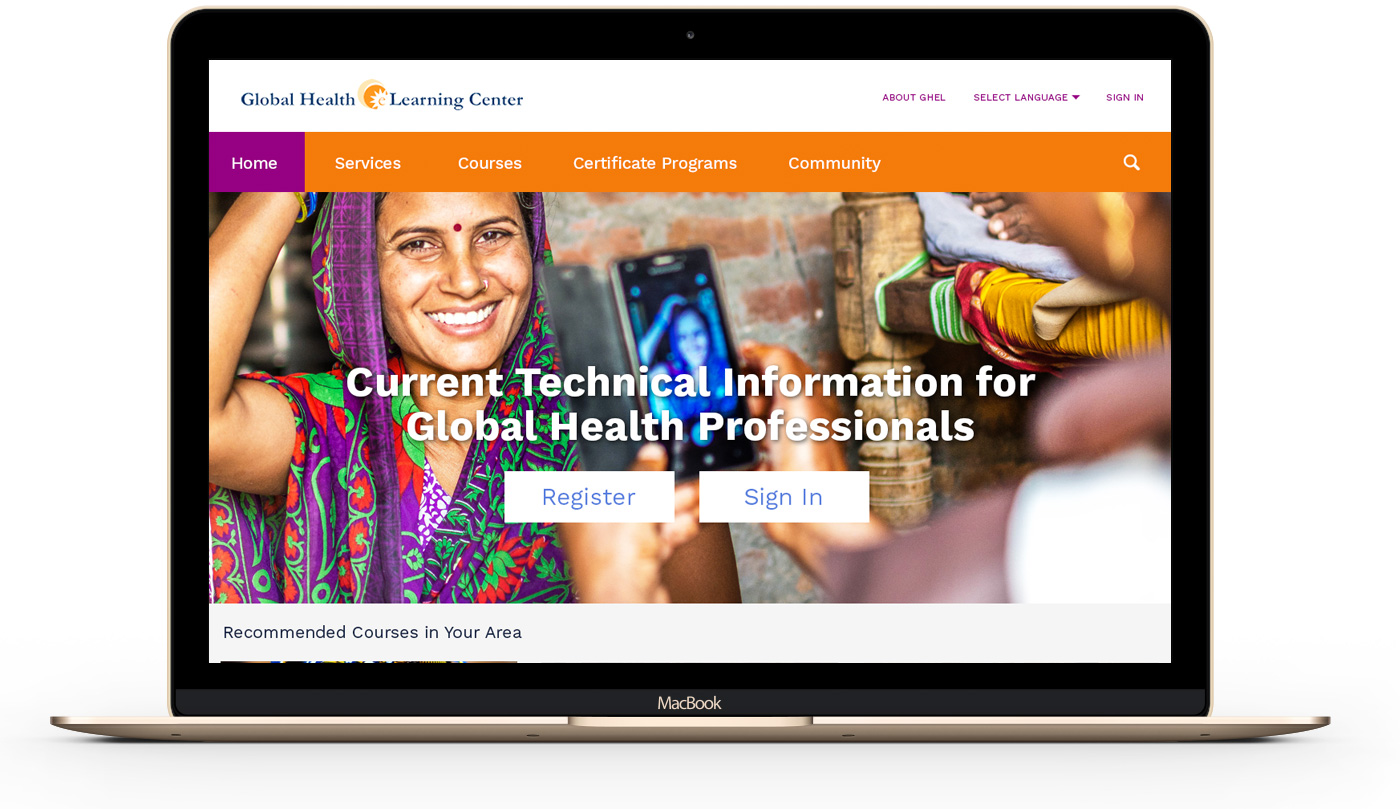 Global Health eLearning Center
ABOUT GHEL
SELECT LANGUAGE
SIGN IN
Home
Services
Courses
Certificate Programs
Community
Current Technical Information for
Global Health Professionals
Register
Sign In
Recommended Courses in Your Area
MacBook